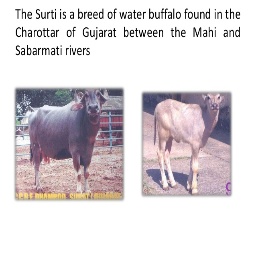 The Surti is a breed of water buffalo found in the
Charottar of Gujarat between the Mahi and
Sabarmati rivers